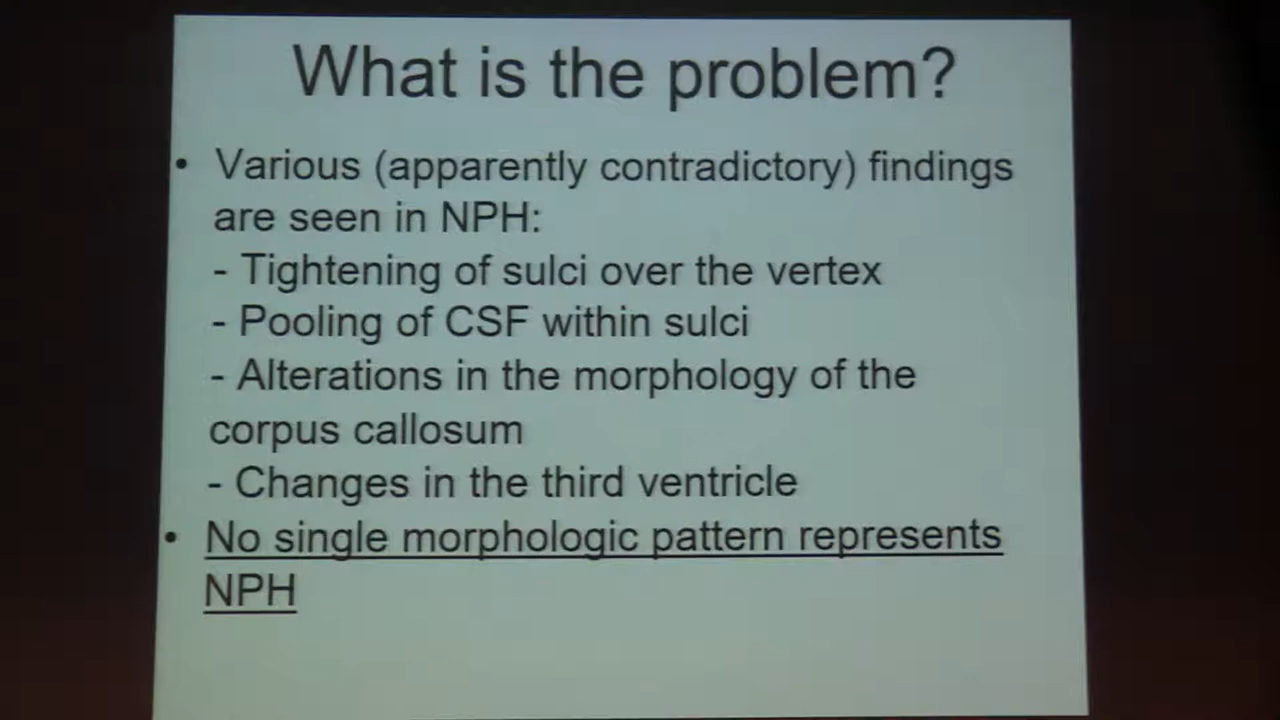 What is the problem?
• Various (apparently contradictory) findings
are seen in NPH:
- Tightening of sulci over the vertex
- Pooling of CSF within sulci
- Alterations in the morphology of the
corpus callosum
- Changes in the third ventricle
• No single morphologic pattern represents
NPH